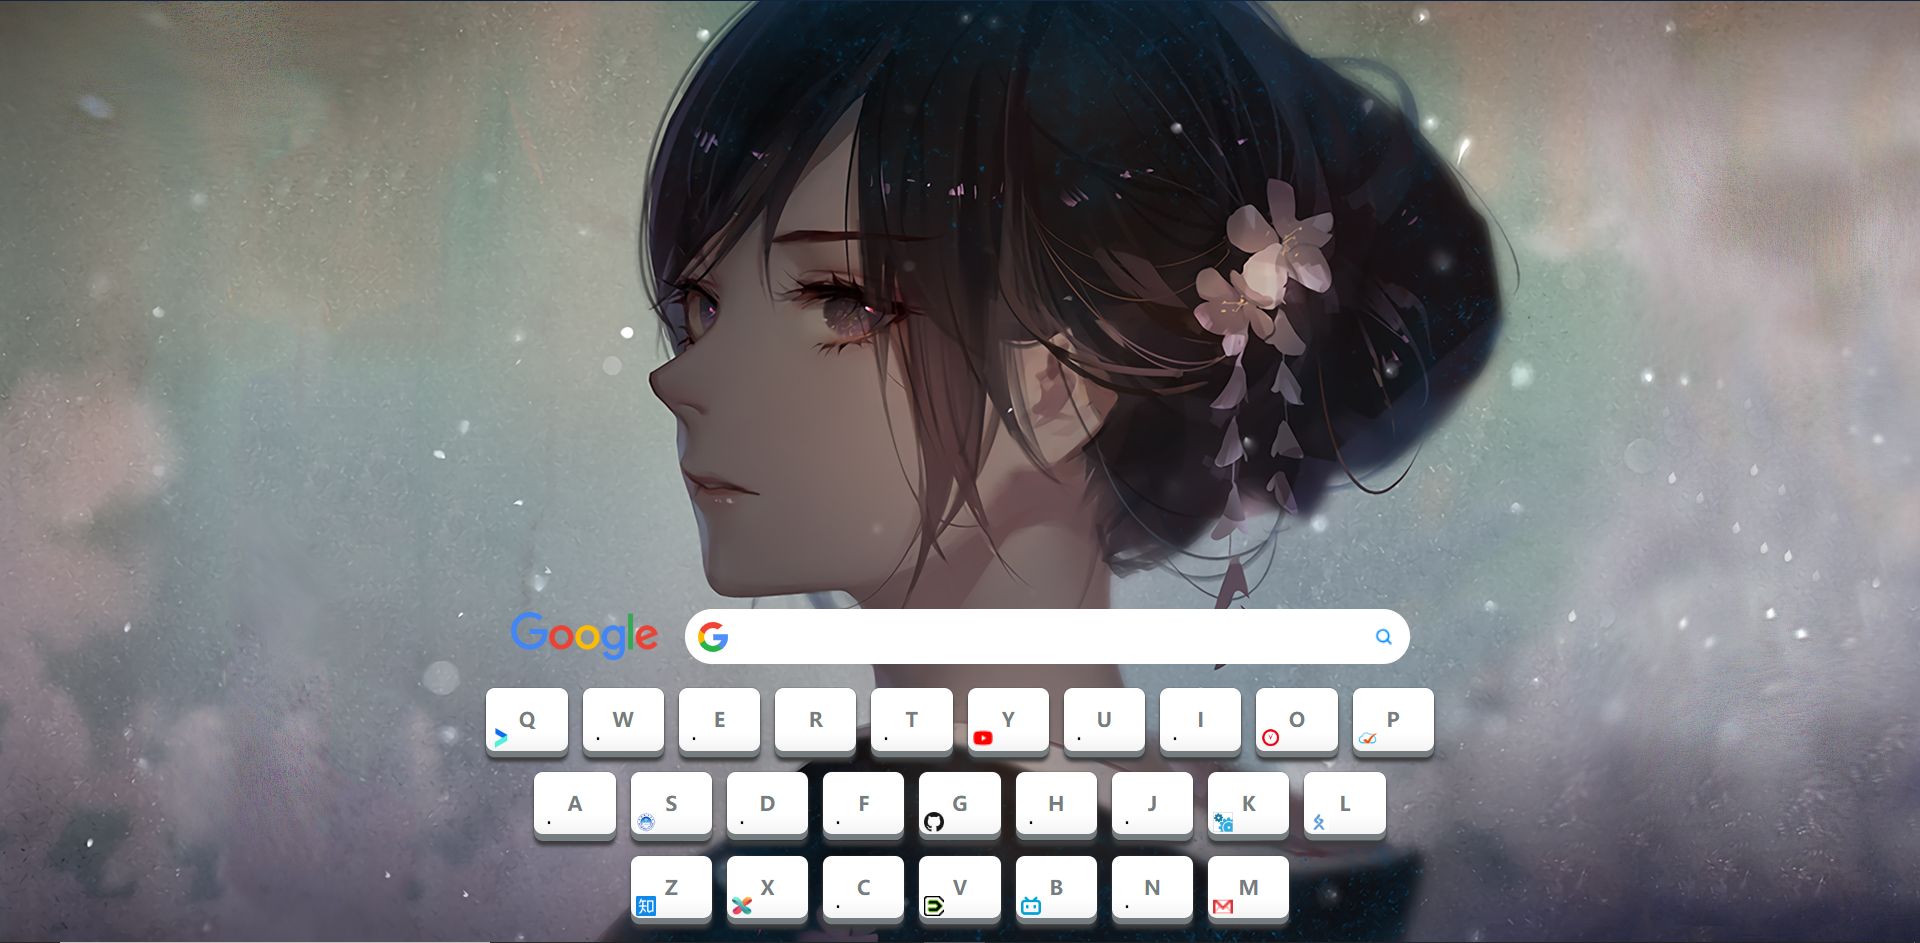 Google
Q W E R T Y U I O P
A S D F G H J K L
Z X C V B N M
知